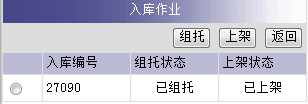 入库作业
组托 上架 返回
入库编号 组托状态 上架状态
27090 已组托 已上架